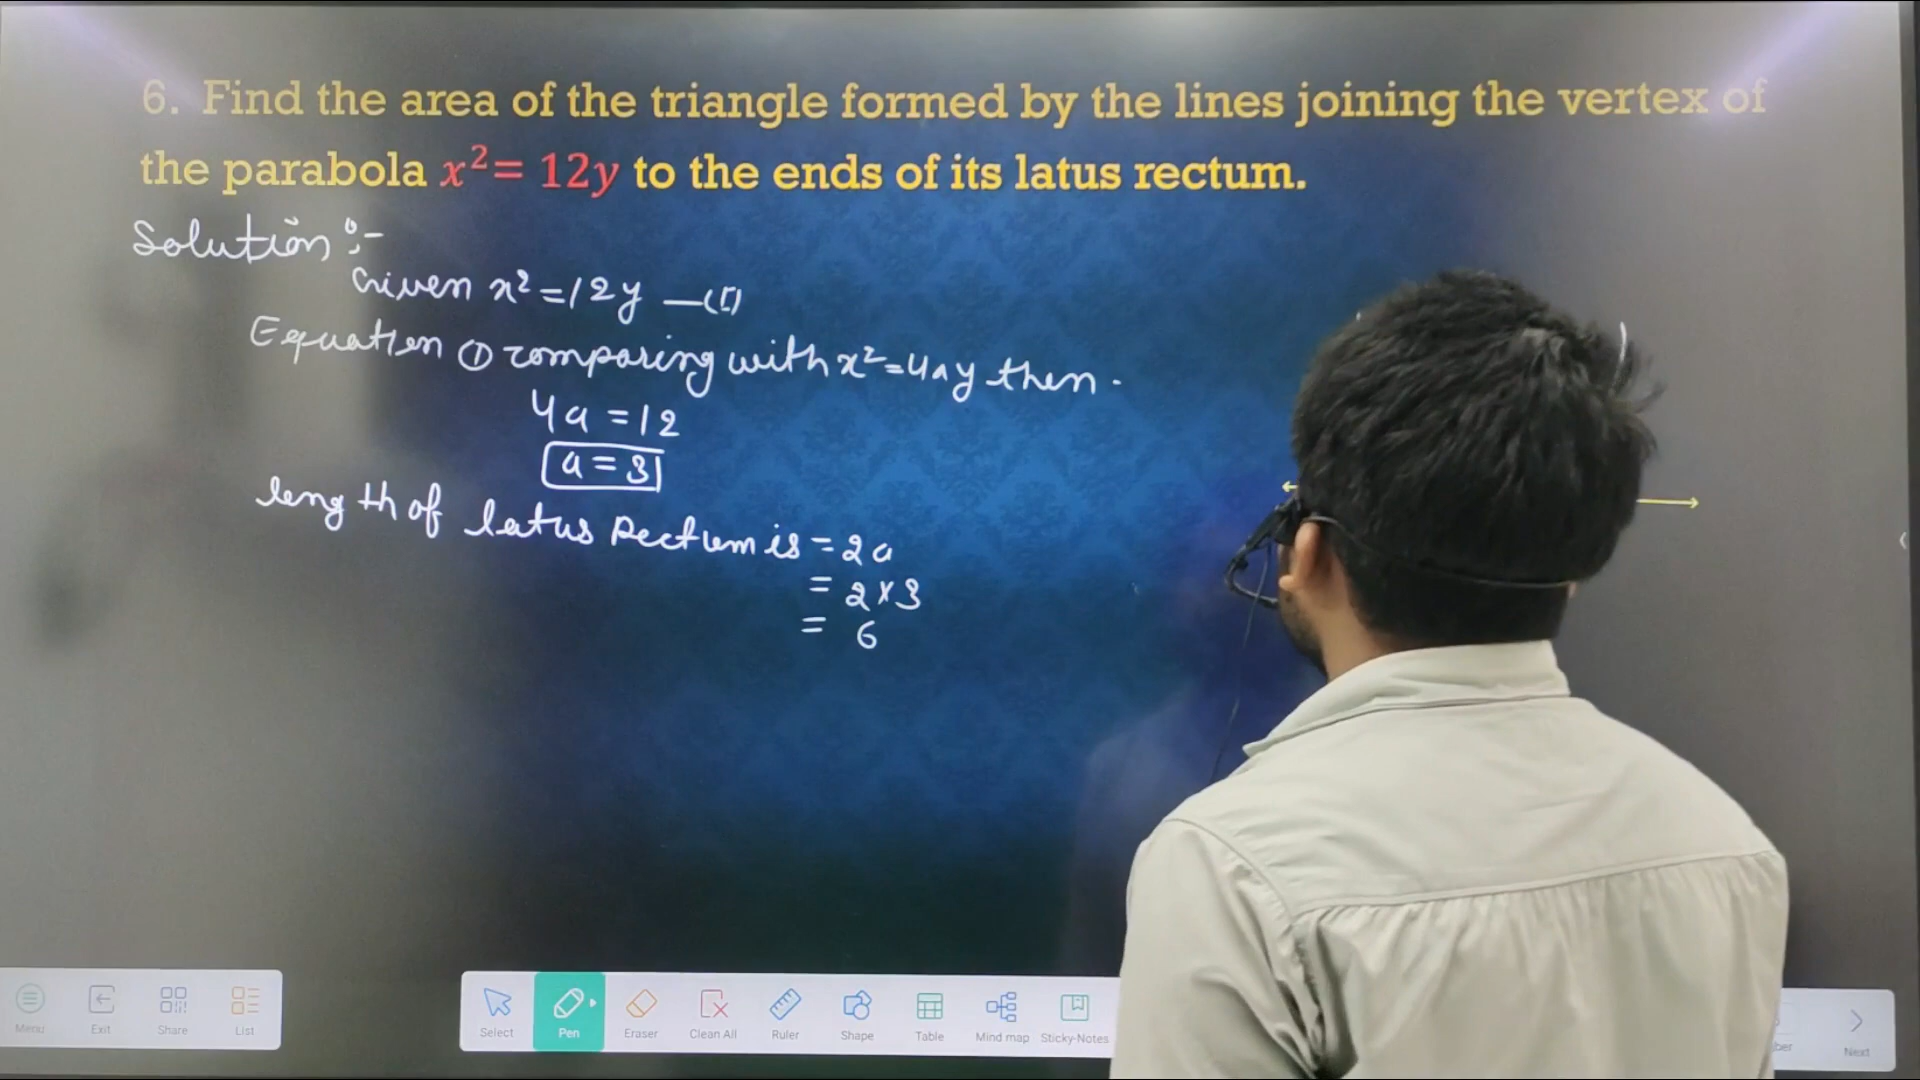 6. Find the area of the triangle formed by the lines joining the vertex of
the parabola x²= 12y to the ends of its latus rectum.
Solution :-
Given x² = 12y —(1)
Equation ① comparing with x² = 4ay then.
4a = 12
a = 3
length of latus Rectum is = 2a
= 2×3
= 6
Menu Exit Share List
Select Pen Eraser Clean All Ruler Shape Table Mind map Sticky-Notes
Next